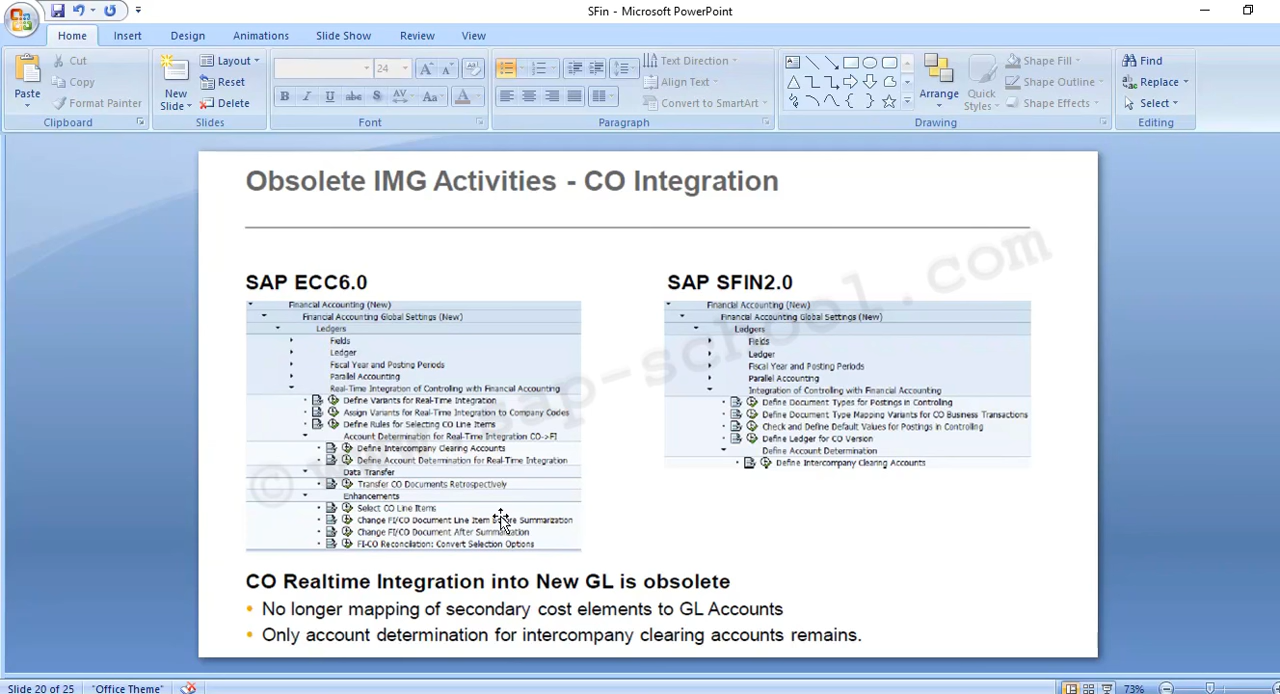 SFin - Microsoft PowerPoint
Home Insert Design Animations Slide Show Review View
Cut
Copy
Format Painter
Paste
Clipboard
New
Slide
Layout
Reset
Delete
Slides
24
Font
Text Direction
Align Text
Convert to SmartArt
Paragraph
Arrange
Quick
Styles
Shape Fill
Shape Outline
Shape Effects
Drawing
Find
Replace
Select
Editing
Obsolete IMG Activities - CO Integration
SAP ECC6.0
Financial Accounting (New)
Financial Accounting Global Settings (New)
Ledgers
Fields
Ledger
Fiscal Year and Posting Periods
Parallel Accounting
Real-Time Integration of Controlling with Financial Accounting
Define Variants for Real-Time Integration
Assign Variants for Real-Time Integration to Company Codes
Define Rules for Selecting CO Line Items
Account Determination for Real-Time Integration CO->FI
Define Intercompany Clearing Accounts
Define Account Determination for Real-Time Integration
Data Transfer
Transfer CO Documents Retrospectively
Enhancements
Select CO Line Items
Change FI/CO Document Line Item Before Summarization
Change FI/CO Document After Summarization
FI-CO Reconciliation: Convert Selection Options
SAP SFIN2.0
Financial Accounting (New)
Financial Accounting Global Settings (New)
Ledgers
Fields
Ledger
Fiscal Year and Posting Periods
Parallel Accounting
Integration of Controlling with Financial Accounting
Define Document Types for Postings in Controlling
Define Document Type Mapping Variants for CO Business Transactions
Check and Define Default Values for Postings in Controlling
Define Ledger for CO Version
Define Account Determination
Define Intercompany Clearing Accounts
CO Realtime Integration into New GL is obsolete
• No longer mapping of secondary cost elements to GL Accounts
• Only account determination for intercompany clearing accounts remains.
Slide 20 of 25 "Office Theme" 73%